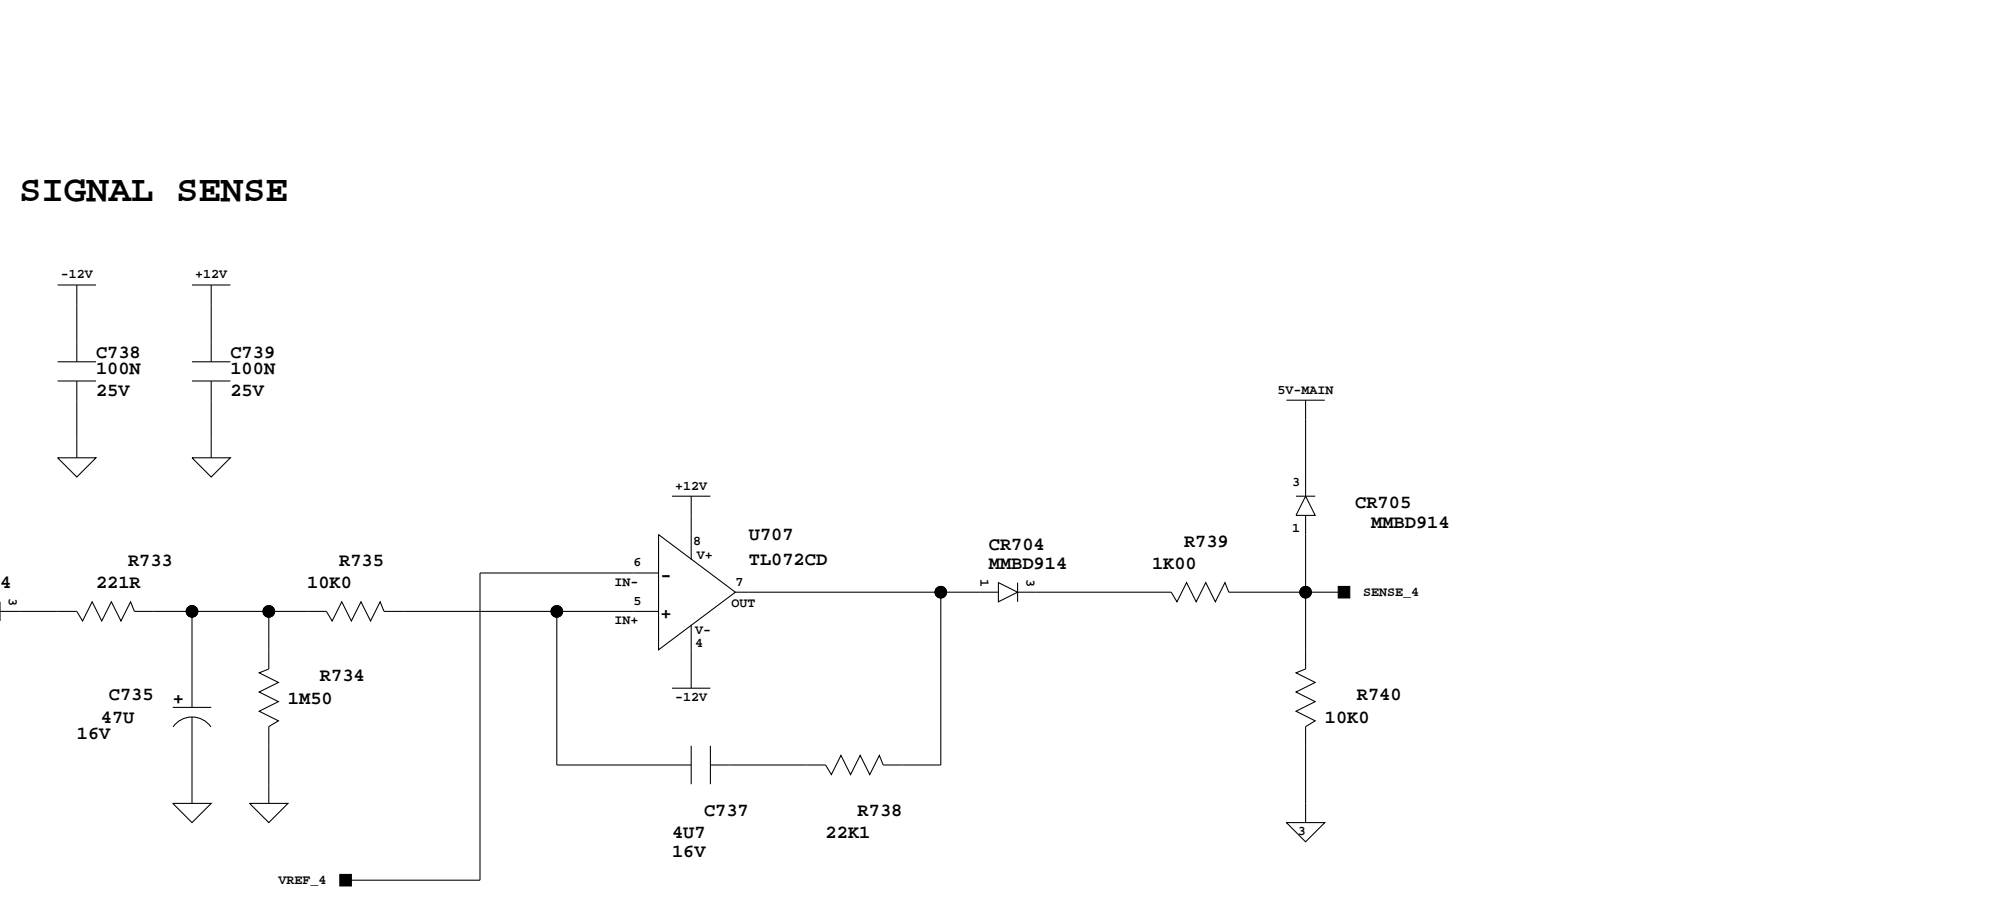 SIGNAL SENSE
-12V
+12V
C738
100N
25V
C739
100N
25V
5V-MAIN
3
1
CR705
MMBD914
+12V
8
V+
U707
TL072CD
6
IN-
-
5
IN+
+
7
OUT
V-
4
-12V
CR704
MMBD914
1
3
R739
1K00
SENSE_4
4
3
R733
221R
R735
10K0
R734
1M50
C735
+
47U
16V
R740
10K0
3
C737
4U7
16V
R738
22K1
VREF_4